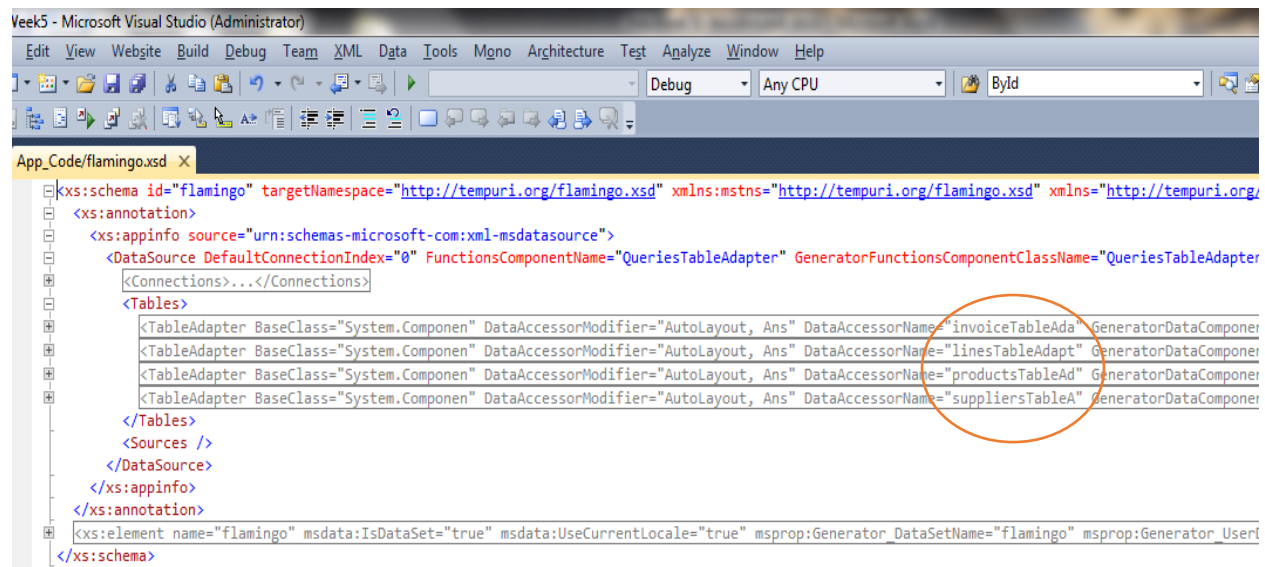 Week5 - Microsoft Visual Studio (Administrator)
Edit View Website Build Debug Team XML Data Tools Mono Architecture Test Analyze Window Help
Debug Any CPU ById
App_Code/flamingo.xsd X
<xs:schema id="flamingo" targetNamespace="http://tempuri.org/flamingo.xsd" xmlns:mstns="http://tempuri.org/flamingo.xsd" xmlns="http://tempuri.org/
<xs:annotation>
<xs:appinfo source="urn:schemas-microsoft-com:xml-msdatasource">
<DataSource DefaultConnectionIndex="0" FunctionsComponentName="QueriesTableAdapter" GeneratorFunctionsComponentClassName="QueriesTableAdapter
<Connections>...</Connections>
<Tables>
<TableAdapter BaseClass="System.Componen" DataAccessorModifier="AutoLayout, Ans" DataAccessorName="invoiceTableAda" GeneratorDataComponen
<TableAdapter BaseClass="System.Componen" DataAccessorModifier="AutoLayout, Ans" DataAccessorName="linesTableAdapt" GeneratorDataComponen
<TableAdapter BaseClass="System.Componen" DataAccessorModifier="AutoLayout, Ans" DataAccessorName="productsTableAd" GeneratorDataComponen
<TableAdapter BaseClass="System.Componen" DataAccessorModifier="AutoLayout, Ans" DataAccessorName="suppliersTableA" GeneratorDataComponen
</Tables>
<Sources />
</DataSource>
</xs:appinfo>
</xs:annotation>
<xs:element name="flamingo" msdata:IsDataSet="true" msdata:UseCurrentLocale="true" msprop:Generator_DataSetName="flamingo" msprop:Generator_User
</xs:schema>